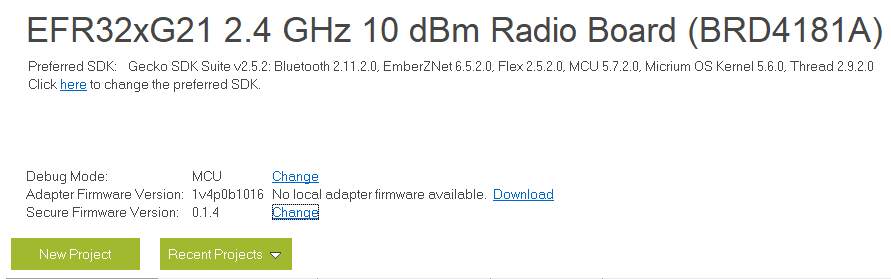 EFR32xG21 2.4 GHz 10 dBm Radio Board (BRD4181A)
Preferred SDK: Gecko SDK Suite v2.5.2: Bluetooth 2.11.2.0, EmberZNet 6.5.2.0, Flex 2.5.2.0, MCU 5.7.2.0, Micrium OS Kernel 5.6.0, Thread 2.9.2.0
Click here to change the preferred SDK.
Debug Mode: MCU Change
Adapter Firmware Version: 1v4p0b1016 No local adapter firmware available. Download
Secure Firmware Version: 0.1.4 Change
New Project Recent Projects